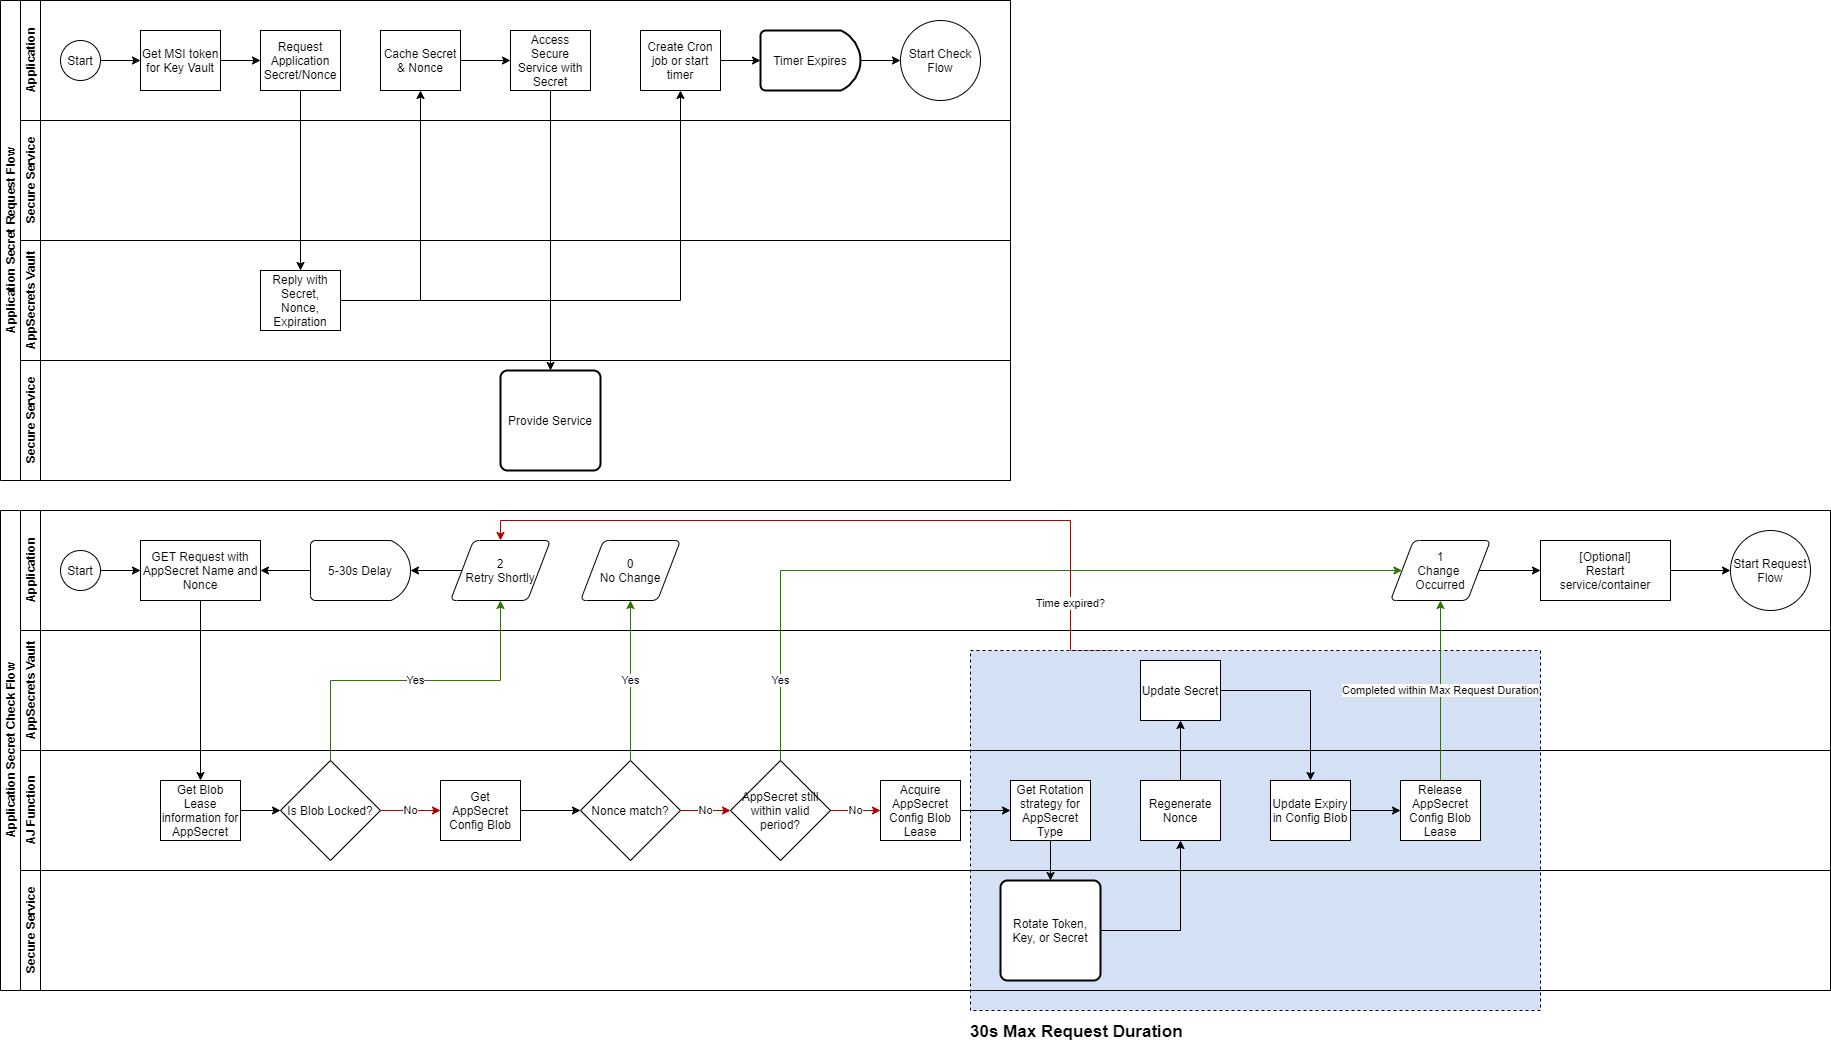 Application Secret Request Flow
Application
Secure Service
AppSecrets Vault
Secure Service
Start
Get MSI token
for Key Vault
Request
Application
Secret/Nonce
Cache Secret
& Nonce
Access
Secure
Service with
Secret
Create Cron
job or start
timer
Timer Expires
Start Check
Flow
Reply with
Secret,
Nonce,
Expiration
Provide Service
Application Secret Check Flow
Application
AppSecrets Vault
AJ Function
Secure Service
Start
GET Request with
AppSecret Name and
Nonce
5-30s Delay
2
Retry Shortly
0
No Change
Time expired?
1
Change
Occurred
[Optional]
Restart
service/container
Start Request
Flow
Yes
Yes
Yes
Update Secret
Completed within Max Request Duration
Get Blob
Lease
information for
AppSecret
Is Blob Locked?
No
Get
AppSecret
Config Blob
Nonce match?
No
AppSecret still
within valid
period?
No
Acquire
AppSecret
Config Blob
Lease
Get Rotation
strategy for
AppSecret
Type
Regenerate
Nonce
Update Expiry
in Config Blob
Release
AppSecret
Config Blob
Lease
Rotate Token,
Key, or Secret
30s Max Request Duration